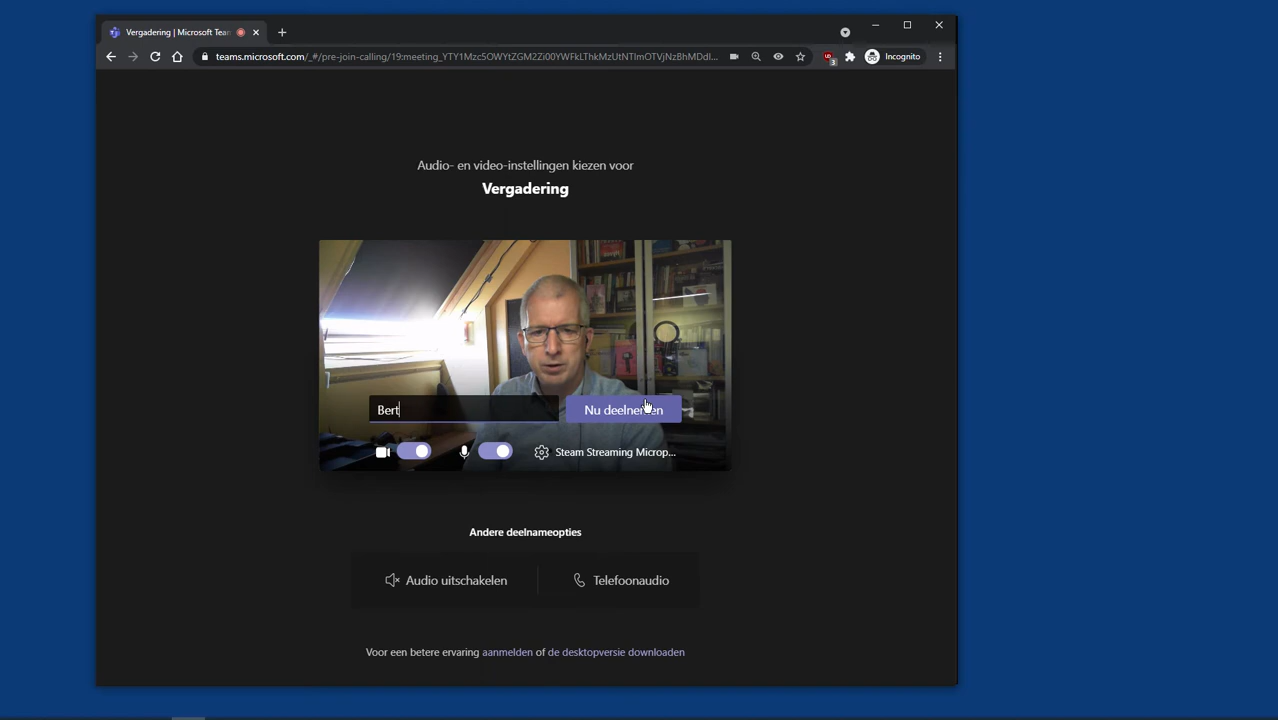 Vergadering | Microsoft Team
teams.microsoft.com/_#/pre-join-calling/19:meeting_YTY1Mzc5OWYtZGM2Zi00YWFkLThkMzUtNTlmOTVjNzBhMDdl...
3
Incognito
Audio- en video-instellingen kiezen voor
Vergadering
Bert
Nu deelnemen
Steam Streaming Microp...
Andere deelnameopties
Audio uitschakelen
Telefoonaudio
Voor een betere ervaring aanmelden of de desktopversie downloaden